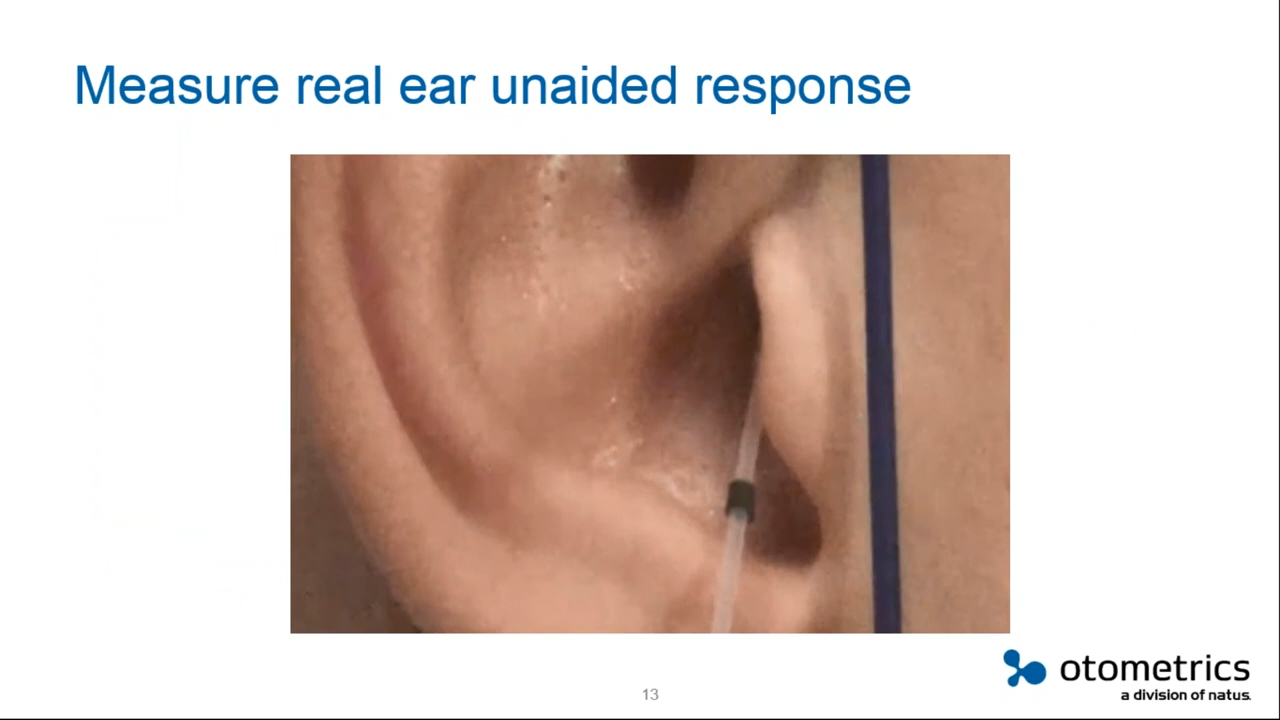 Measure real ear unaided response
13
otometrics
a division of natus.